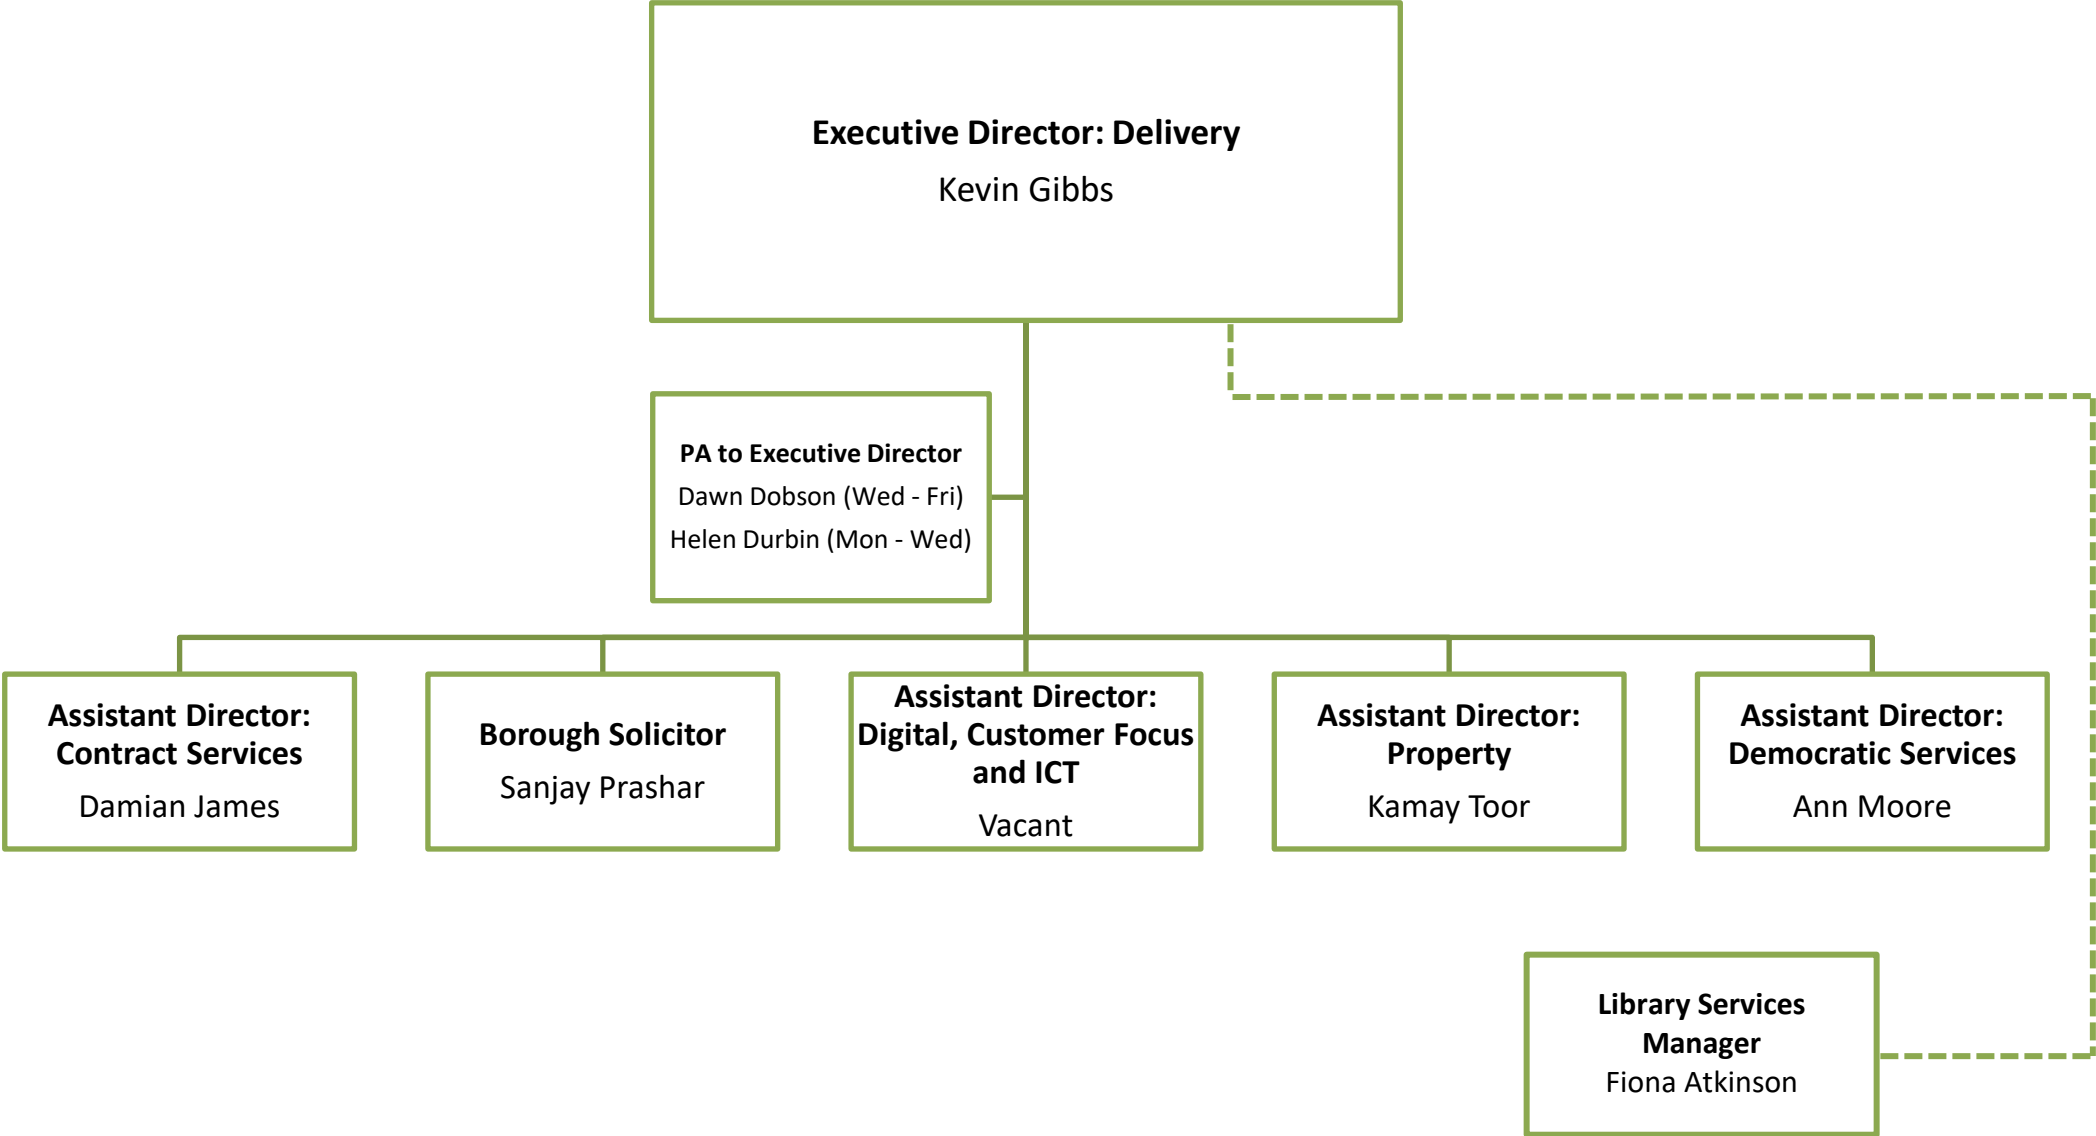 Executive Director: Delivery
Kevin Gibbs
PA to Executive Director
Dawn Dobson (Wed - Fri)
Helen Durbin (Mon - Wed)
Assistant Director:
Contract Services
Damian James
Borough Solicitor
Sanjay Prashar
Assistant Director:
Digital, Customer Focus
and ICT
Vacant
Assistant Director:
Property
Kamay Toor
Assistant Director:
Democratic Services
Ann Moore
Library Services
Manager
Fiona Atkinson